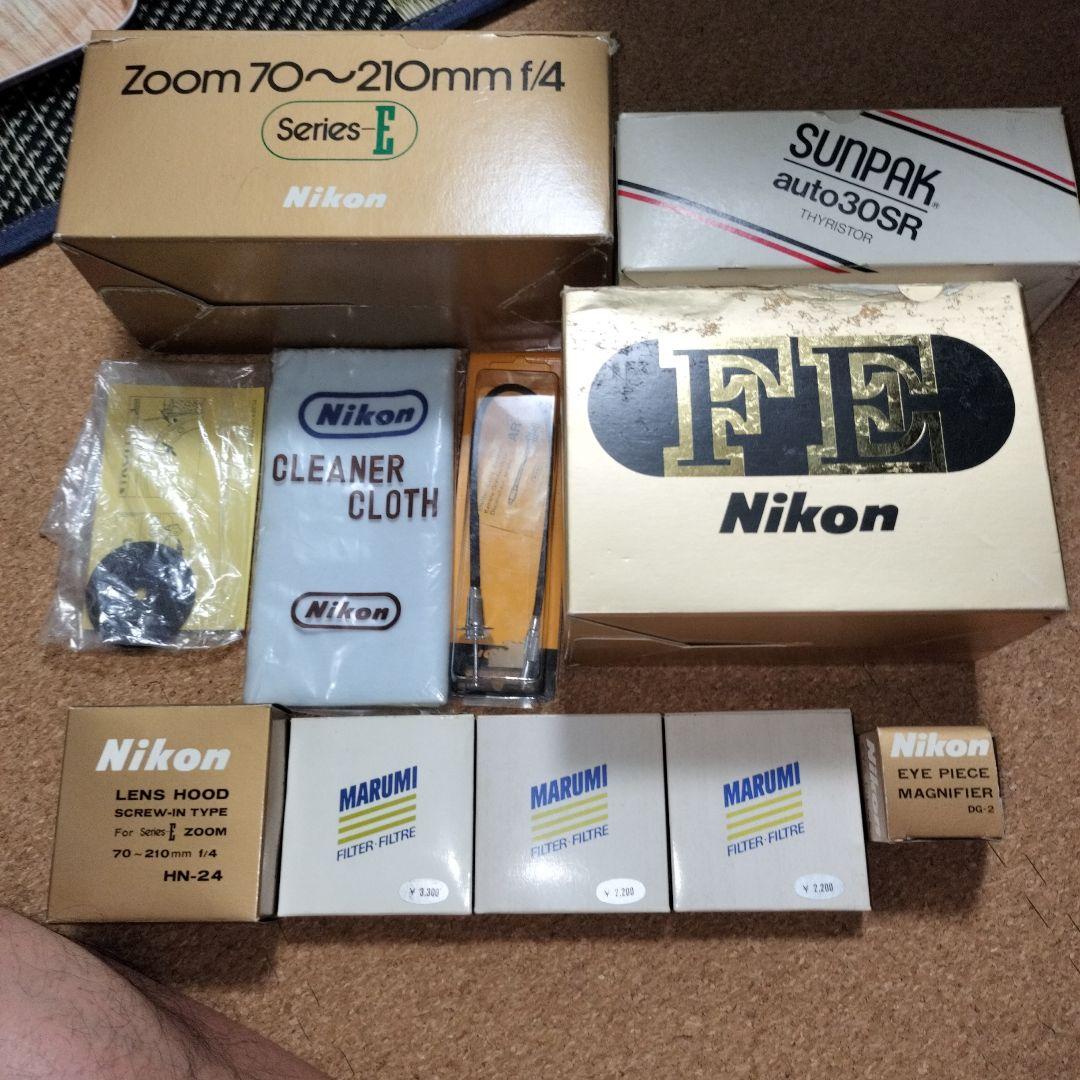 Zoom 70~210mm f/4
Series-E
Nikon
SUNPAK
auto30SR
THYRISTOR
FE
Nikon
Nikon
CLEANER
CLOTH
Nikon
AR
Nikon
LENS HOOD
SCREW-IN TYPE
For Series-E ZOOM
70~210mm f/4
HN-24
MARUMI
FILTER·FILTRE
¥ 3,300
MARUMI
FILTER·FILTRE
¥ 2,200
MARUMI
FILTER·FILTRE
¥ 2,200
Nikon
Nikon
EYE PIECE
MAGNIFIER
DG-2